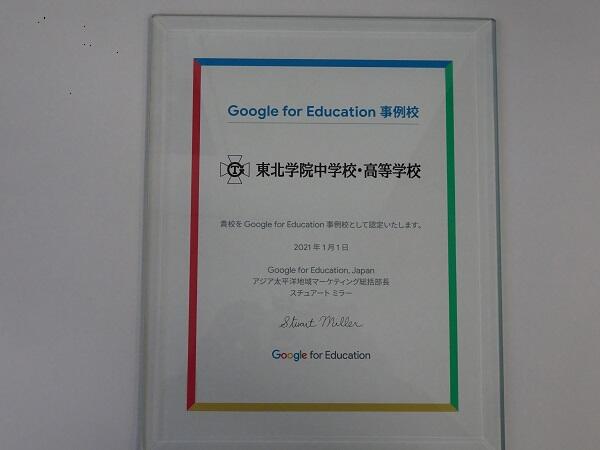 Google for Education 事例校
東北学院中学校・高等学校
貴校を Google for Education 事例校として認定いたします。
2021 年 1 月 1 日
Google for Education, Japan
アジア太平洋地域マーケティング総括部長
スチュアート ミラー
Stuart Miller
Google for Education